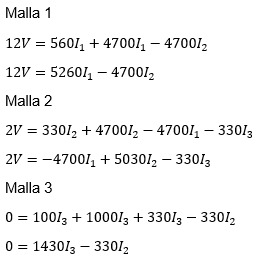 Malla 1
12V = 560I₁ + 4700I₁ − 4700I₂
12V = 5260I₁ − 4700I₂
Malla 2
2V = 330I₂ + 4700I₂ − 4700I₁ − 330I₃
2V = −4700I₁ + 5030I₂ − 330I₃
Malla 3
0 = 100I₃ + 1000I₃ + 330I₃ − 330I₂
0 = 1430I₃ − 330I₂